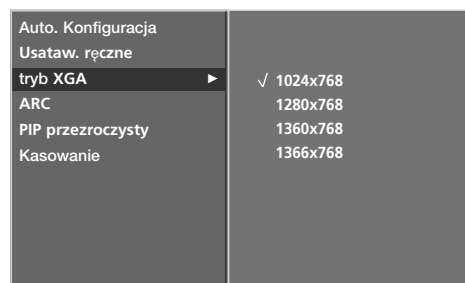 Auto. Konfiguracja
Usataw. ręczne
tryb XGA ►
ARC
PIP przezroczysty
Kasowanie
√ 1024x768
1280x768
1360x768
1366x768